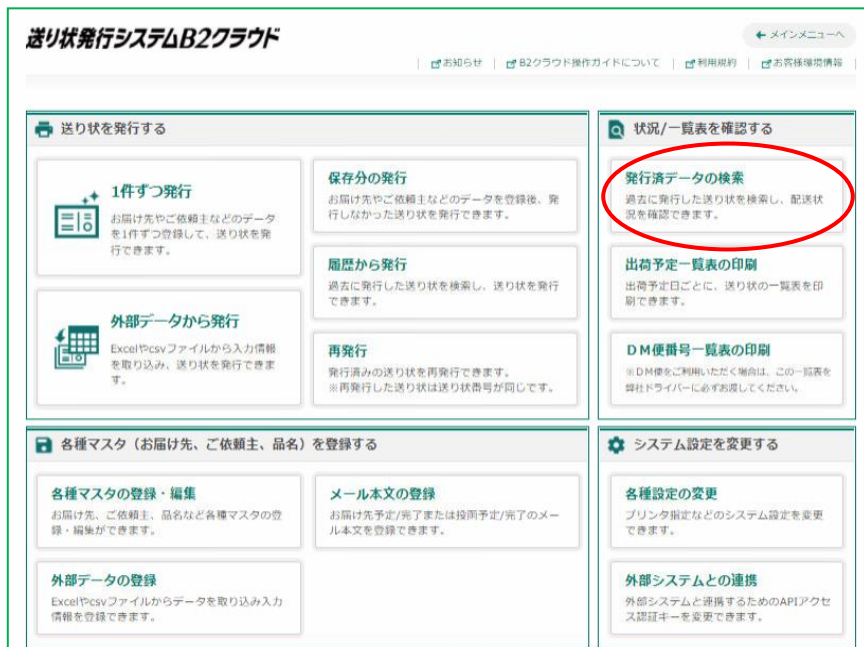 送り状発行システムB2クラウド
メインメニューへ
お知らせ
B2クラウド操作ガイドについて
利用規約
お客様環境情報
送り状を発行する
1件ずつ発行
お届け先やご依頼主などのデータ
を1件ずつ登録して、送り状を発
行できます。
外部データから発行
Excelやcsvファイルから入力情報
を取り込み、送り状を発行できま
す。
保存分の発行
お届け先やご依頼主などのデータを登録後、発
行しなかった送り状を発行できます。
履歴から発行
過去に発行した送り状を検索し、送り状を発行
できます。
再発行
発行済みの送り状を再発行できます。
※再発行した送り状は送り状番号が同じです。
状況/一覧表を確認する
発行済データの検索
過去に発行した送り状を検索し、配送状
況を確認できます。
出荷予定一覧表の印刷
出荷予定日ごとに、送り状の一覧表を印
刷できます。
DM便番号一覧表の印刷
※DM便をご利用いただく場合は、この一覧表を
弊社ドライバーに必ずお渡してください。
各種マスタ（お届け先、ご依頼主、品名）を登録する
各種マスタの登録・編集
お届け先、ご依頼主、品名など各種マスタの登
録・編集ができます。
メール本文の登録
お届け先予定/完了または投函予定/完了のメー
ル本文を登録できます。
外部データの登録
Excelやcsvファイルからデータを取り込み入力
情報を登録できます。
システム設定を変更する
各種設定の変更
プリンタ指定などのシステム設定を変更
できます。
外部システムとの連携
外部システムと連携するためのAPIアクセ
ス認証キーを変更できます。